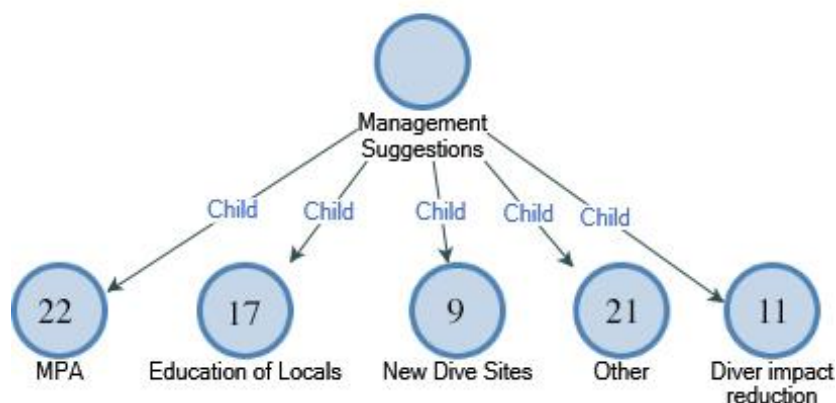 Management
Suggestions
Child
Child
Child
Child
Child
22
17
9
21
11
MPA
Education of Locals
New Dive Sites
Other
Diver impact
reduction